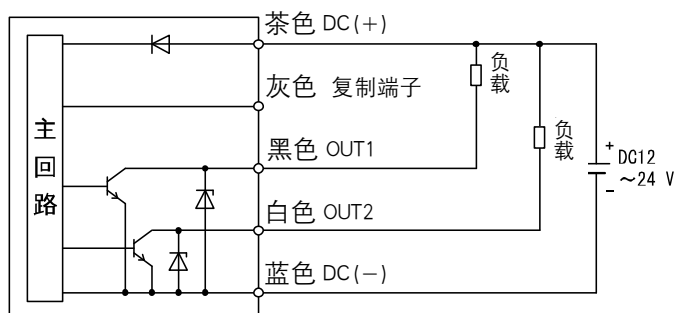 茶色 DC(+)
灰色 复制端子
黑色 OUT1
白色 OUT2
蓝色 DC(−)
主回路
负载
负载
+
DC12
～24 V
−